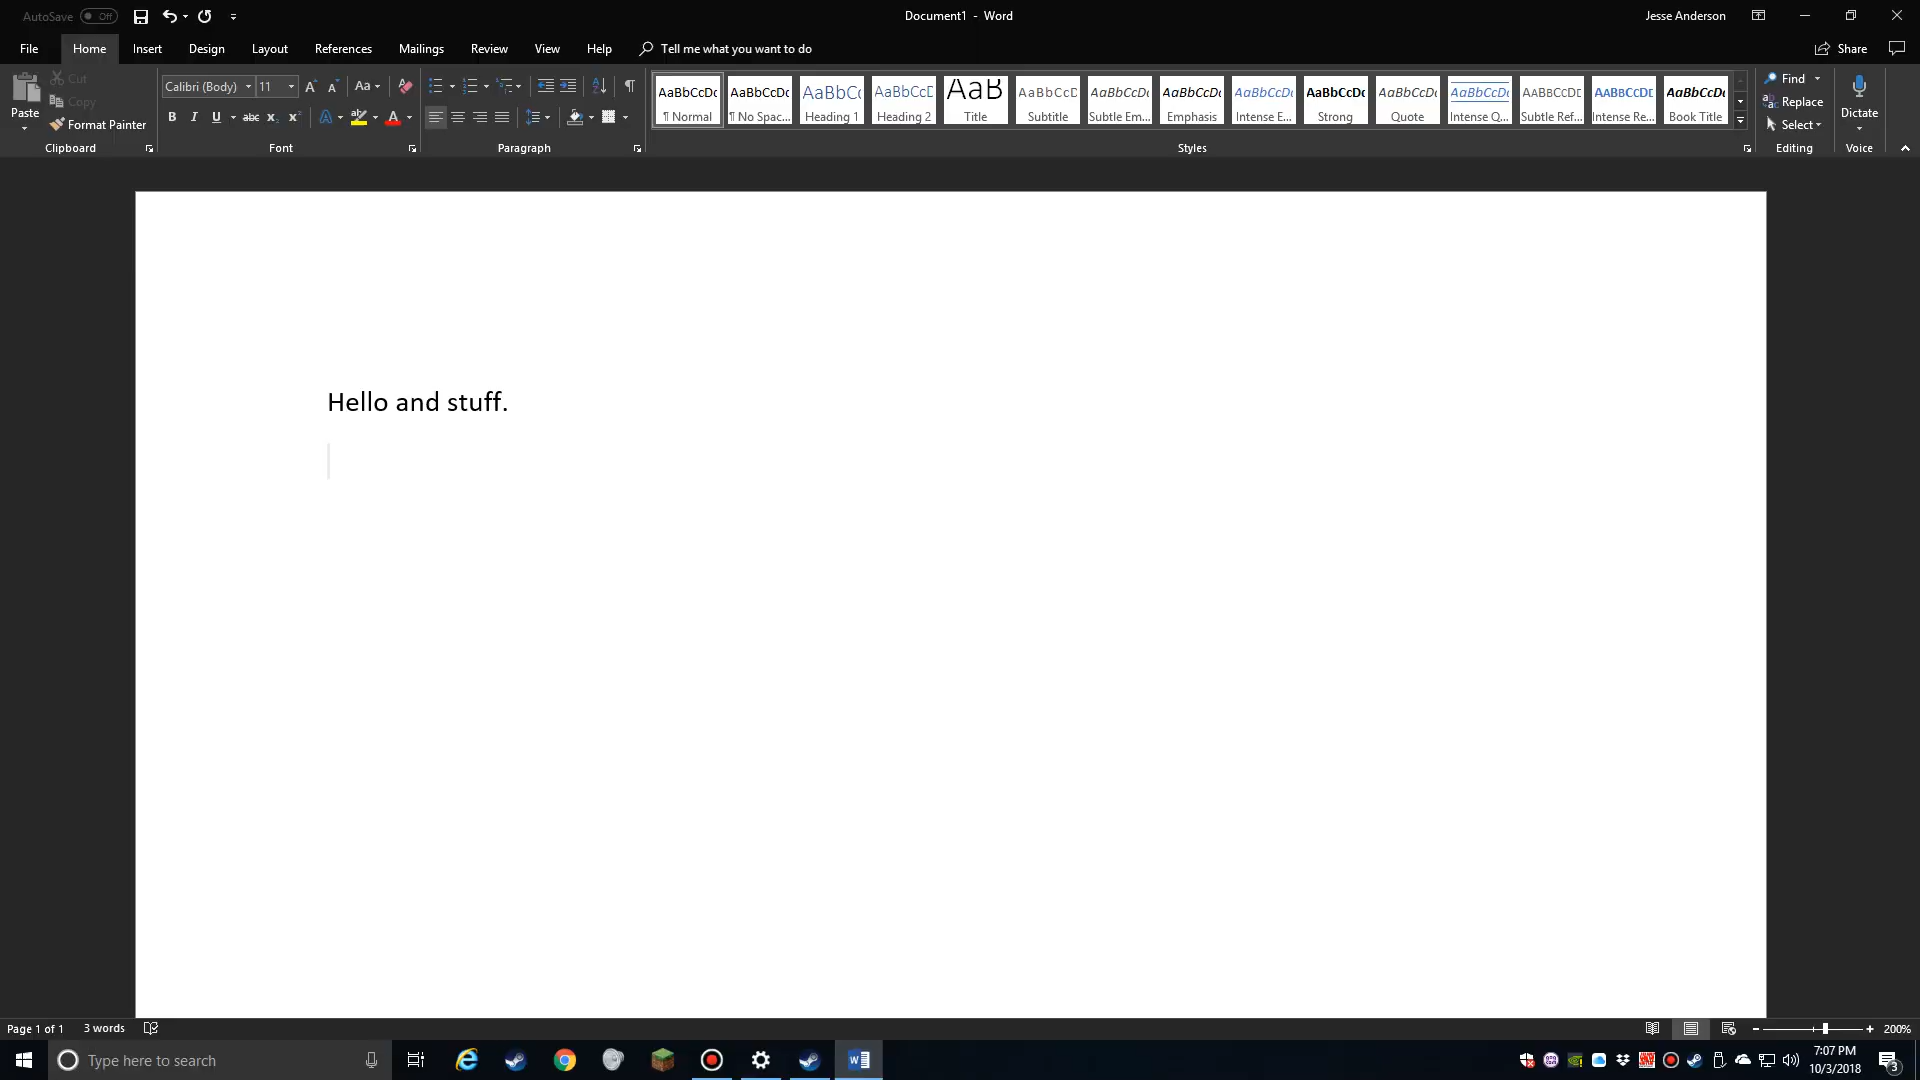 AutoSave Off Document1 - Word Jesse Anderson
File Home Insert Design Layout References Mailings Review View Help Tell me what you want to do Share
Paste
Cut
Copy
Format Painter
Clipboard
Calibri (Body) 11 A A Aa
B I U abc x₂ x² A A
Font
Paragraph
AaBbCcDc ¶ Normal
AaBbCcDc ¶ No Spac...
AaBbCc Heading 1
AaBbCcD Heading 2
AaB Title
AaBbCcD Subtitle
AaBbCcDc Subtle Em...
AaBbCcDc Emphasis
AaBbCcDc Intense E...
AaBbCcDc Strong
AaBbCcDc Quote
AaBbCcDc Intense Q...
AABBCCDE Subtle Ref...
AABBCCDE Intense Re...
AaBbCcDc Book Title
Styles
Find
Replace
Select
Editing
Dictate
Voice
Hello and stuff.
Page 1 of 1 3 words 200%
Type here to search
7:07 PM
10/3/2018
3